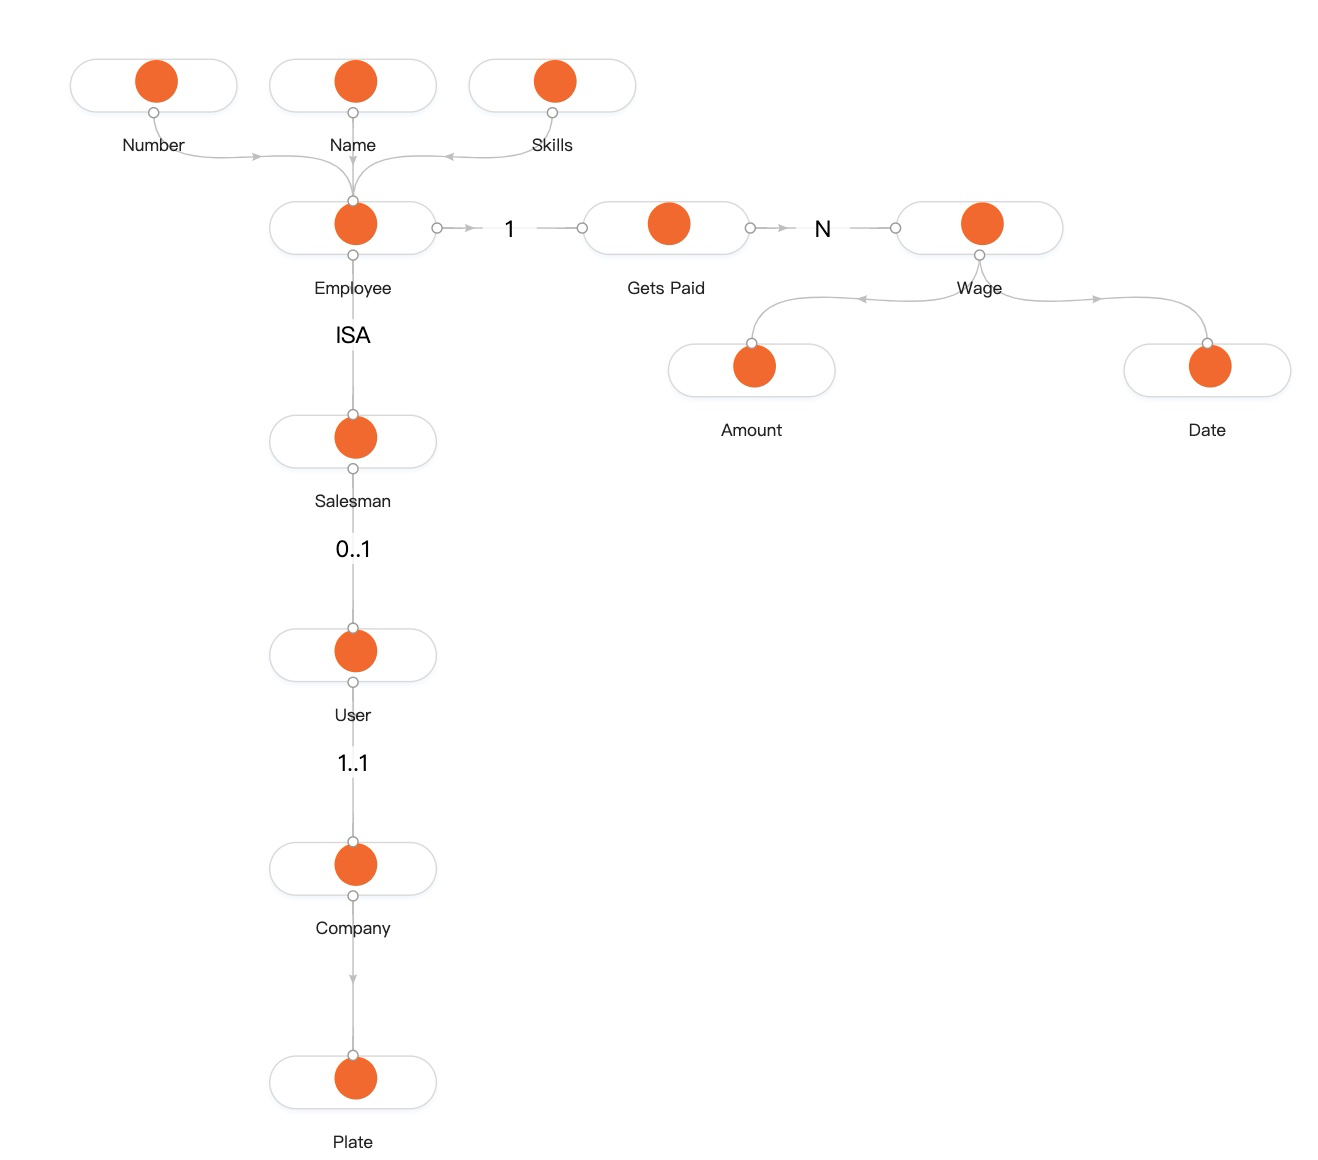 Number
Name
Skills
1
N
Employee
Gets Paid
Wage
ISA
Amount
Date
Salesman
0..1
User
1..1
Company
Plate